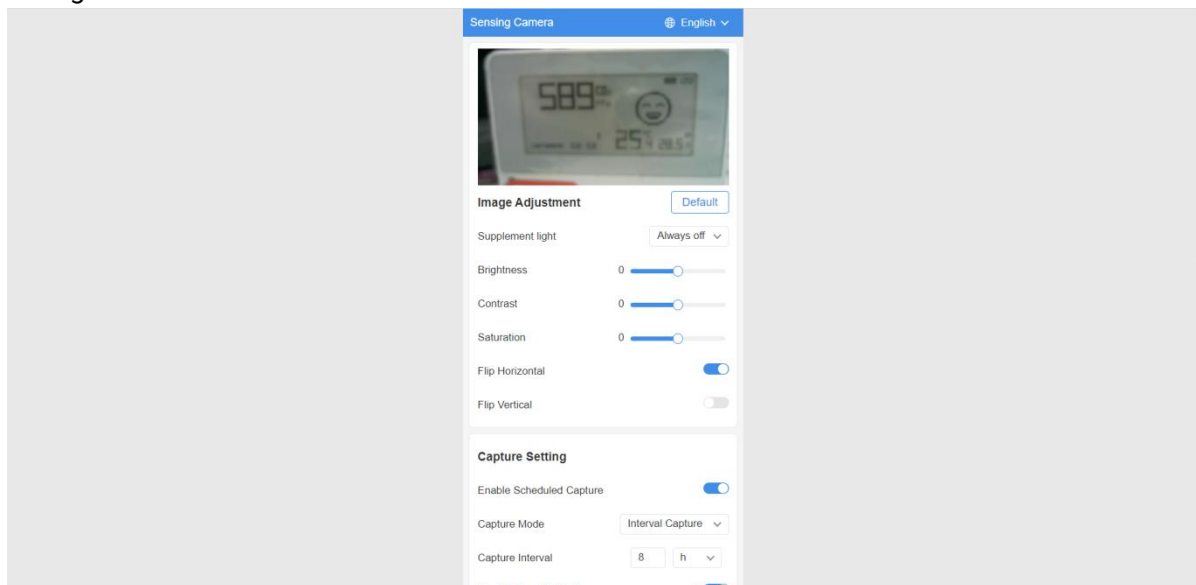 Sensing Camera English
589
25
Image Adjustment Default
Supplement light Always off
Brightness 0
Contrast 0
Saturation 0
Flip Horizontal
Flip Vertical
Capture Setting
Enable Scheduled Capture
Capture Mode Interval Capture
Capture Interval 8 h